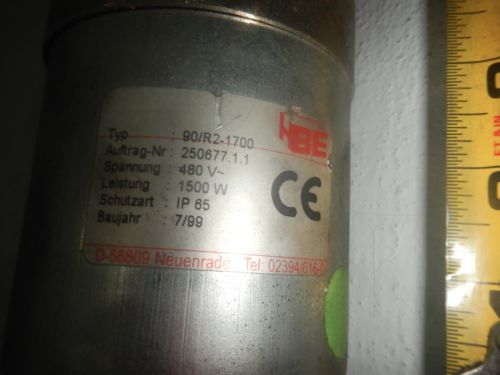 HBE
Typ : 90/R2-1700
Auftrag-Nr : 250677.1.1
Spannung : 480 V~
Leistung : 1500 W
Schutzart : IP 65
Baujahr : 7/99
CE
D-58809 Neuenrade Tel: 02394/616-0